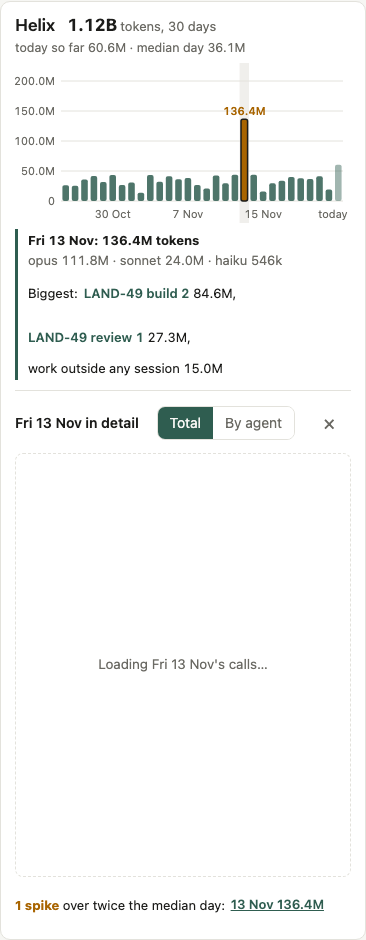 Helix 1.12B tokens, 30 days
today so far 60.6M · median day 36.1M
200.0M
136.4M
150.0M
100.0M
50.0M
0
30 Oct 7 Nov 15 Nov today
Fri 13 Nov: 136.4M tokens
opus 111.8M · sonnet 24.0M · haiku 546k
Biggest: LAND-49 build 2 84.6M,
LAND-49 review 1 27.3M,
work outside any session 15.0M
Fri 13 Nov in detail Total By agent ×
Loading Fri 13 Nov's calls...
1 spike over twice the median day: 13 Nov 136.4M